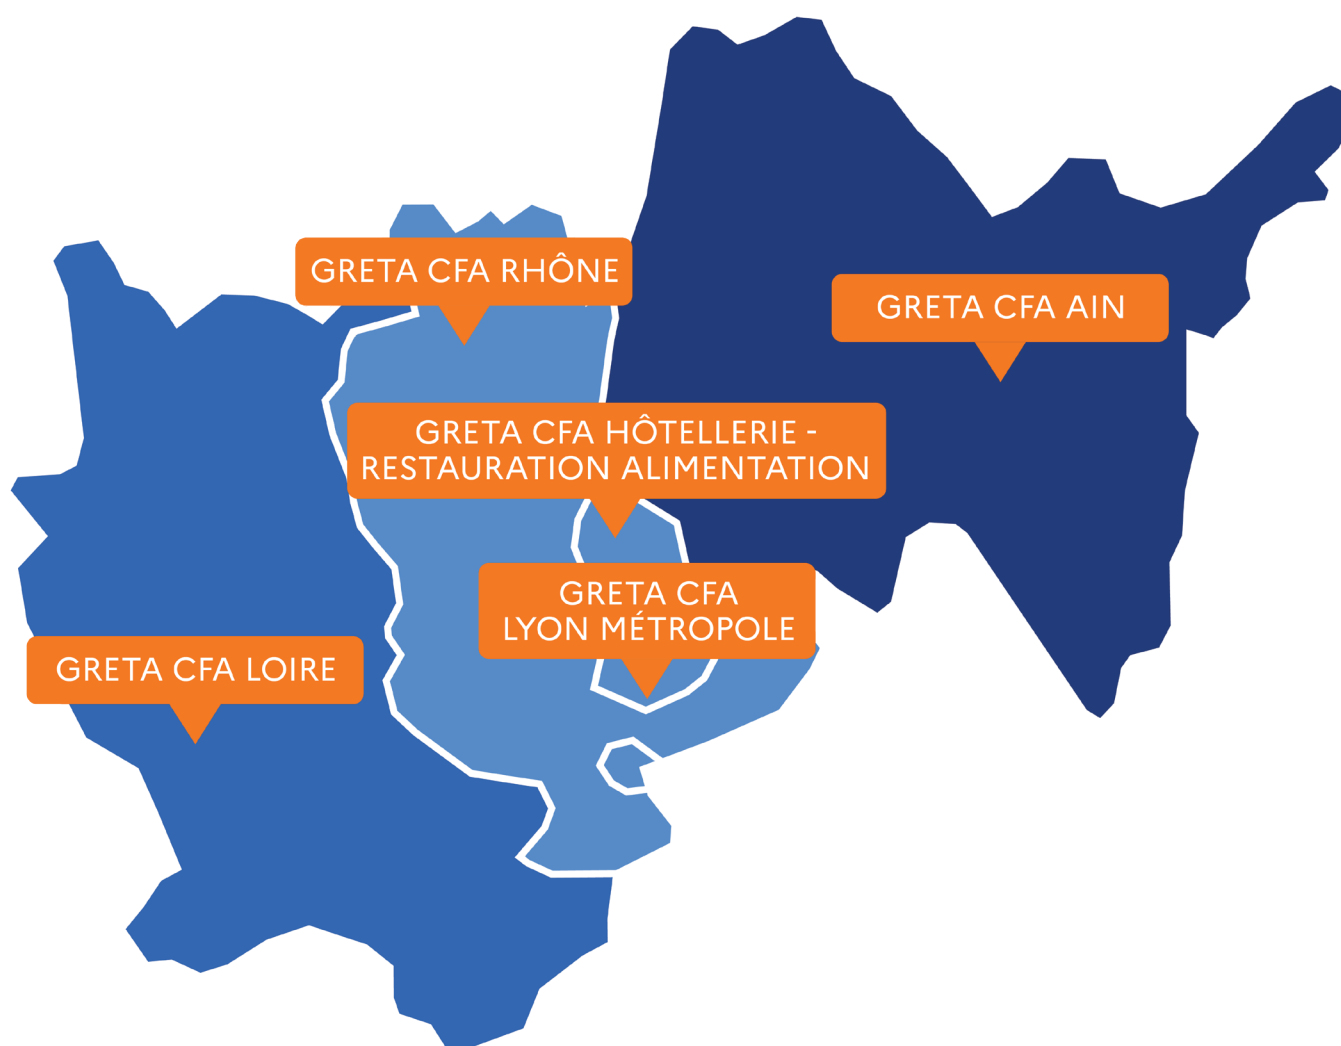 GRETA CFA RHÔNE
GRETA CFA AIN
GRETA CFA HÔTELLERIE -
RESTAURATION ALIMENTATION
GRETA CFA
LYON MÉTROPOLE
GRETA CFA LOIRE